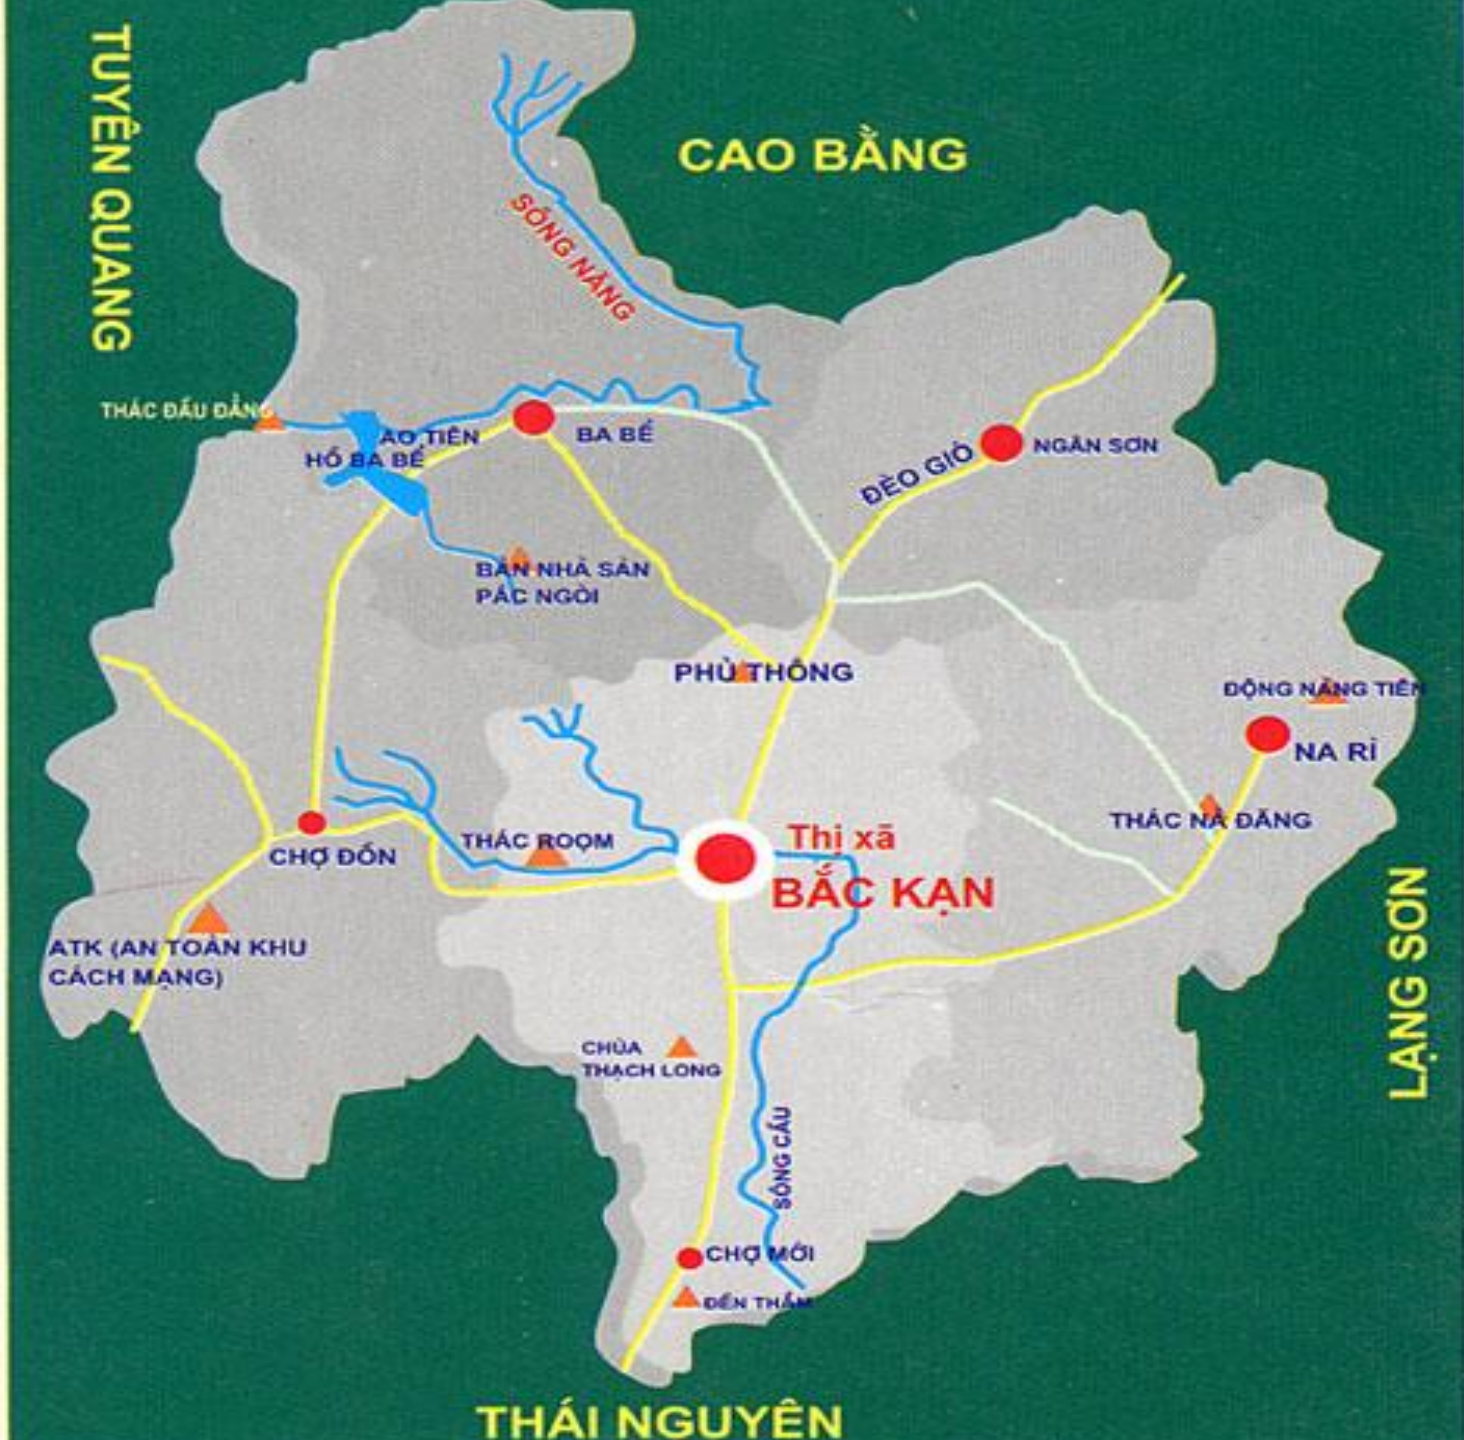 TUYÊN QUANG
CAO BẰNG
SÔNG NĂNG
THÁC ĐẦU ĐẲNG
AO TIÊN
HỒ BA BỂ
BA BỂ
ĐÈO GIÓ
NGÂN SƠN
BẢN NHÀ SÀN
PÁC NGÒI
PHỦ THÔNG
ĐỘNG NÀNG TIÊN
NA RÌ
THÁC NÀ ĐĂNG
THÁC ROỌM
Thị xã
BẮC KẠN
CHỢ ĐỒN
ATK (AN TOÀN KHU
CÁCH MẠNG)
LẠNG SƠN
CHÙA
THẠCH LONG
SÔNG CẦU
CHỢ MỚI
ĐỀN THẮM
THÁI NGUYÊN